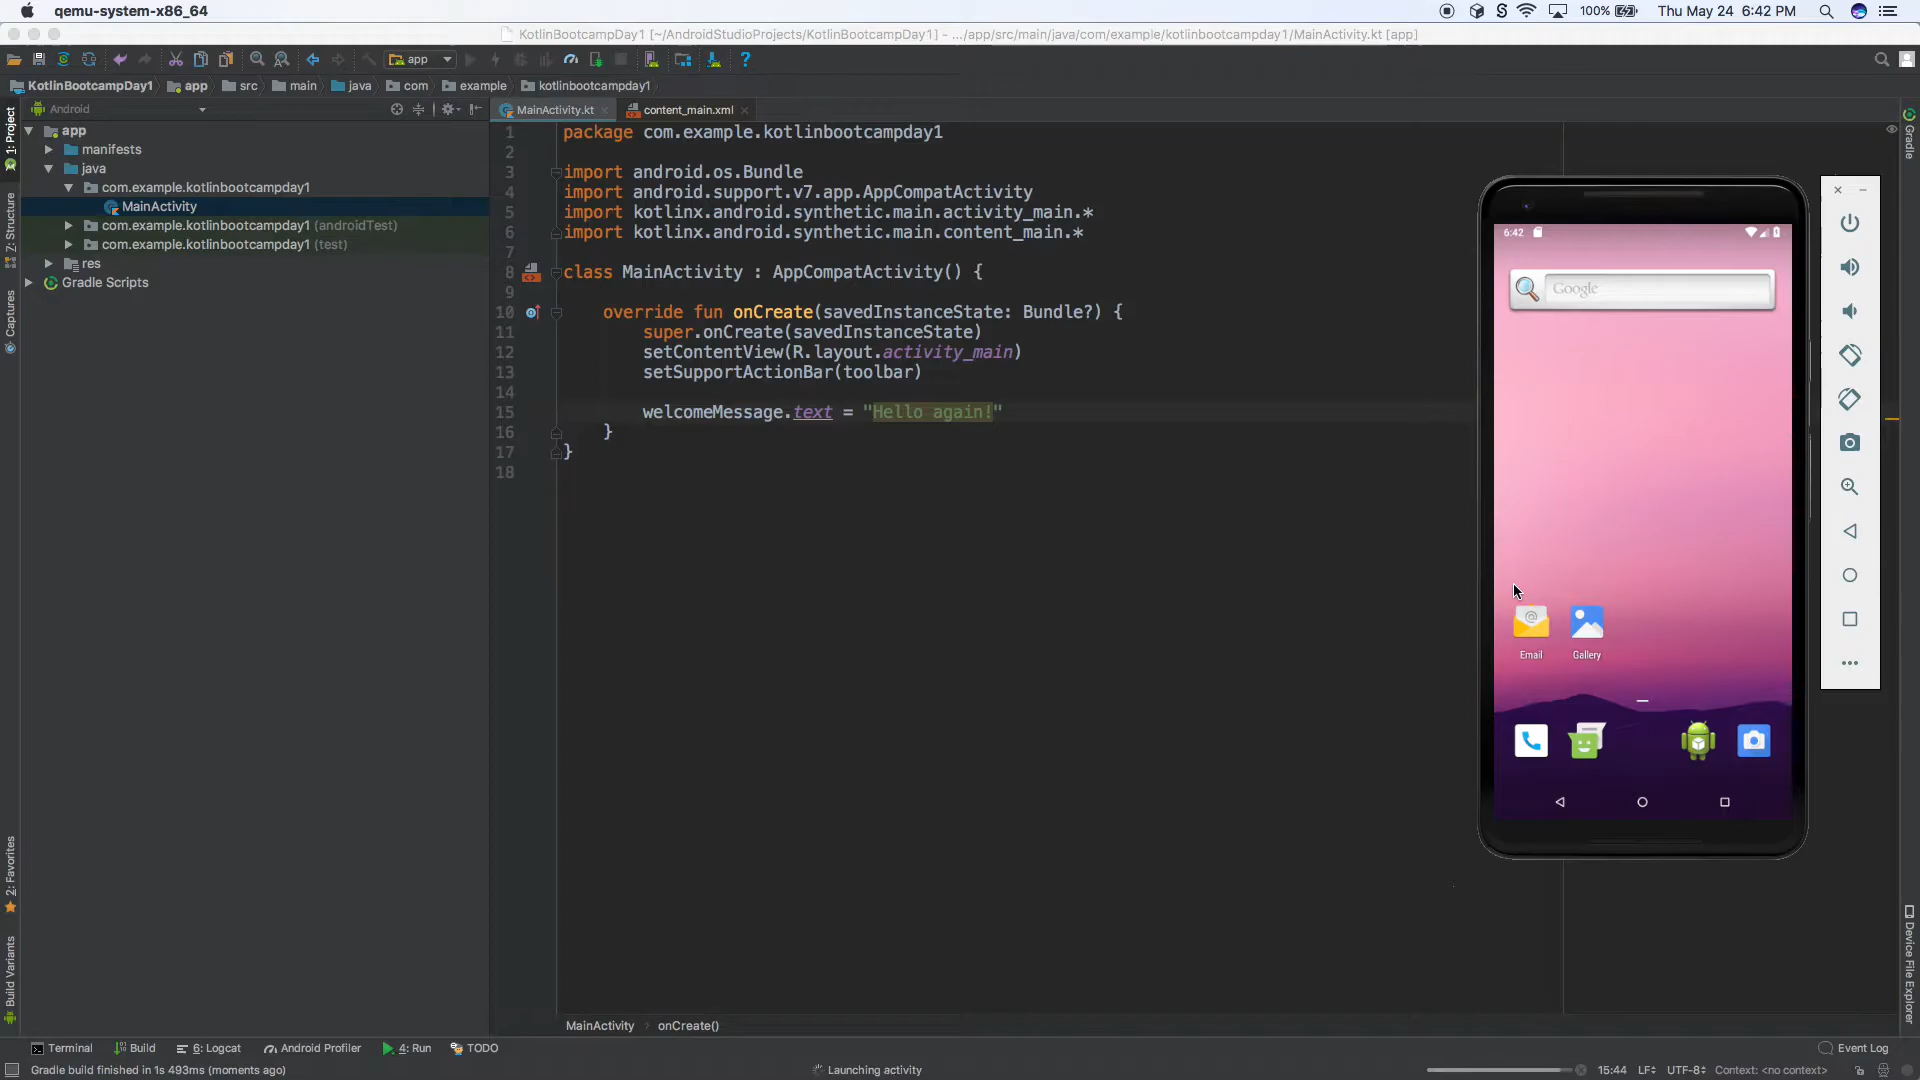 qemu-system-x86_64
100%
Thu May 24 6:42 PM
KotlinBootcampDay1 [~/AndroidStudioProjects/KotlinBootcampDay1] - .../app/src/main/java/com/example/kotlinbootcampday1/MainActivity.kt [app]
app
KotlinBootcampDay1
app
src
main
java
com
example
kotlinbootcampday1
Android
MainActivity.kt
content_main.xml
1: Project
Z: Structure
Captures
2: Favorites
Build Variants
app
manifests
java
com.example.kotlinbootcampday1
MainActivity
com.example.kotlinbootcampday1 (androidTest)
com.example.kotlinbootcampday1 (test)
res
Gradle Scripts
1 package com.example.kotlinbootcampday1
2
3 import android.os.Bundle
4 import android.support.v7.app.AppCompatActivity
5 import kotlinx.android.synthetic.main.activity_main.*
6 import kotlinx.android.synthetic.main.content_main.*
7
8 class MainActivity : AppCompatActivity() {
9
10 override fun onCreate(savedInstanceState: Bundle?) {
11 super.onCreate(savedInstanceState)
12 setContentView(R.layout.activity_main)
13 setSupportActionBar(toolbar)
14
15 welcomeMessage.text = "Hello again!"
16 }
17 }
18
6:42
Google
Email
Gallery
Gradle
Device File Explorer
MainActivity
onCreate()
Terminal
Build
6: Logcat
Android Profiler
4: Run
TODO
Event Log
Gradle build finished in 1s 493ms (moments ago)
Launching activity
15:44
LF
UTF-8
Context: <no context>